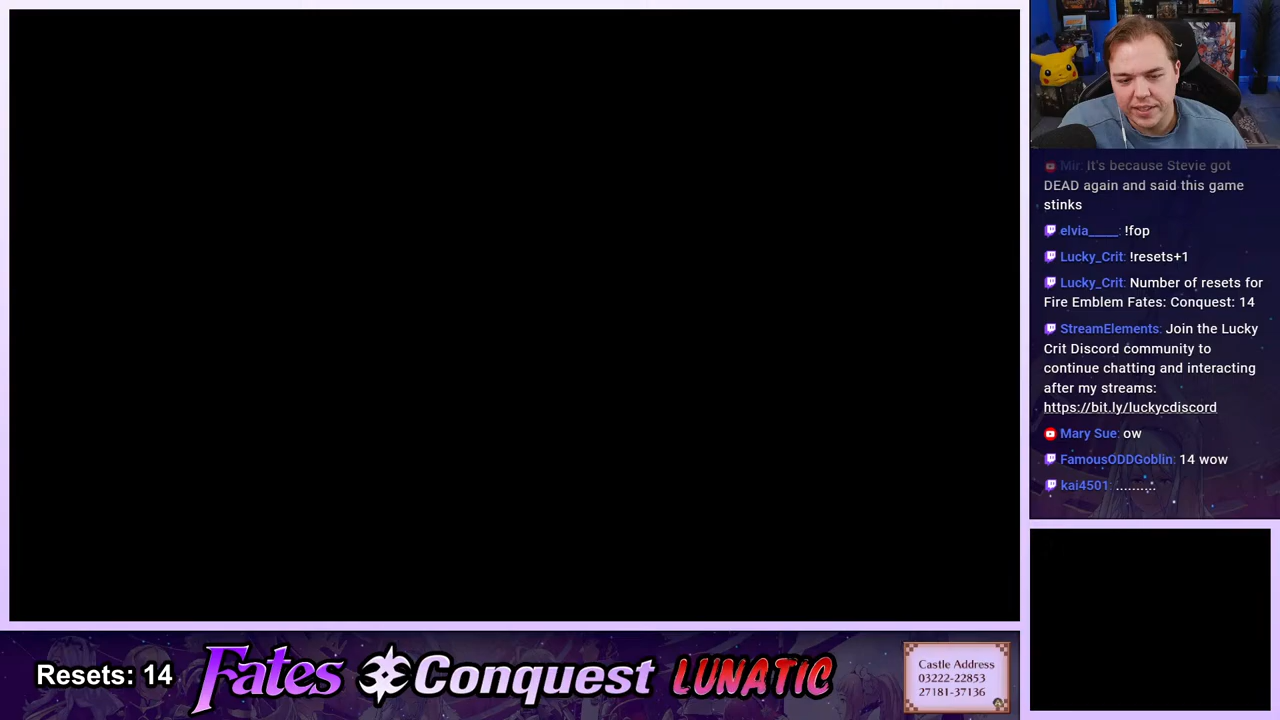 Mir: It's because Stevie got
DEAD again and said this game
stinks
elvia_____: !fop
Lucky_Crit: !resets+1
Lucky_Crit: Number of resets for
Fire Emblem Fates: Conquest: 14
StreamElements: Join the Lucky
Crit Discord community to
continue chatting and interacting
after my streams:
https://bit.ly/luckycdiscord
Mary Sue: ow
FamousODDGoblin: 14 wow
kai4501: ..........
Resets: 14
Fates Conquest LUNATIC
Castle Address
03222-22853
27181-37136